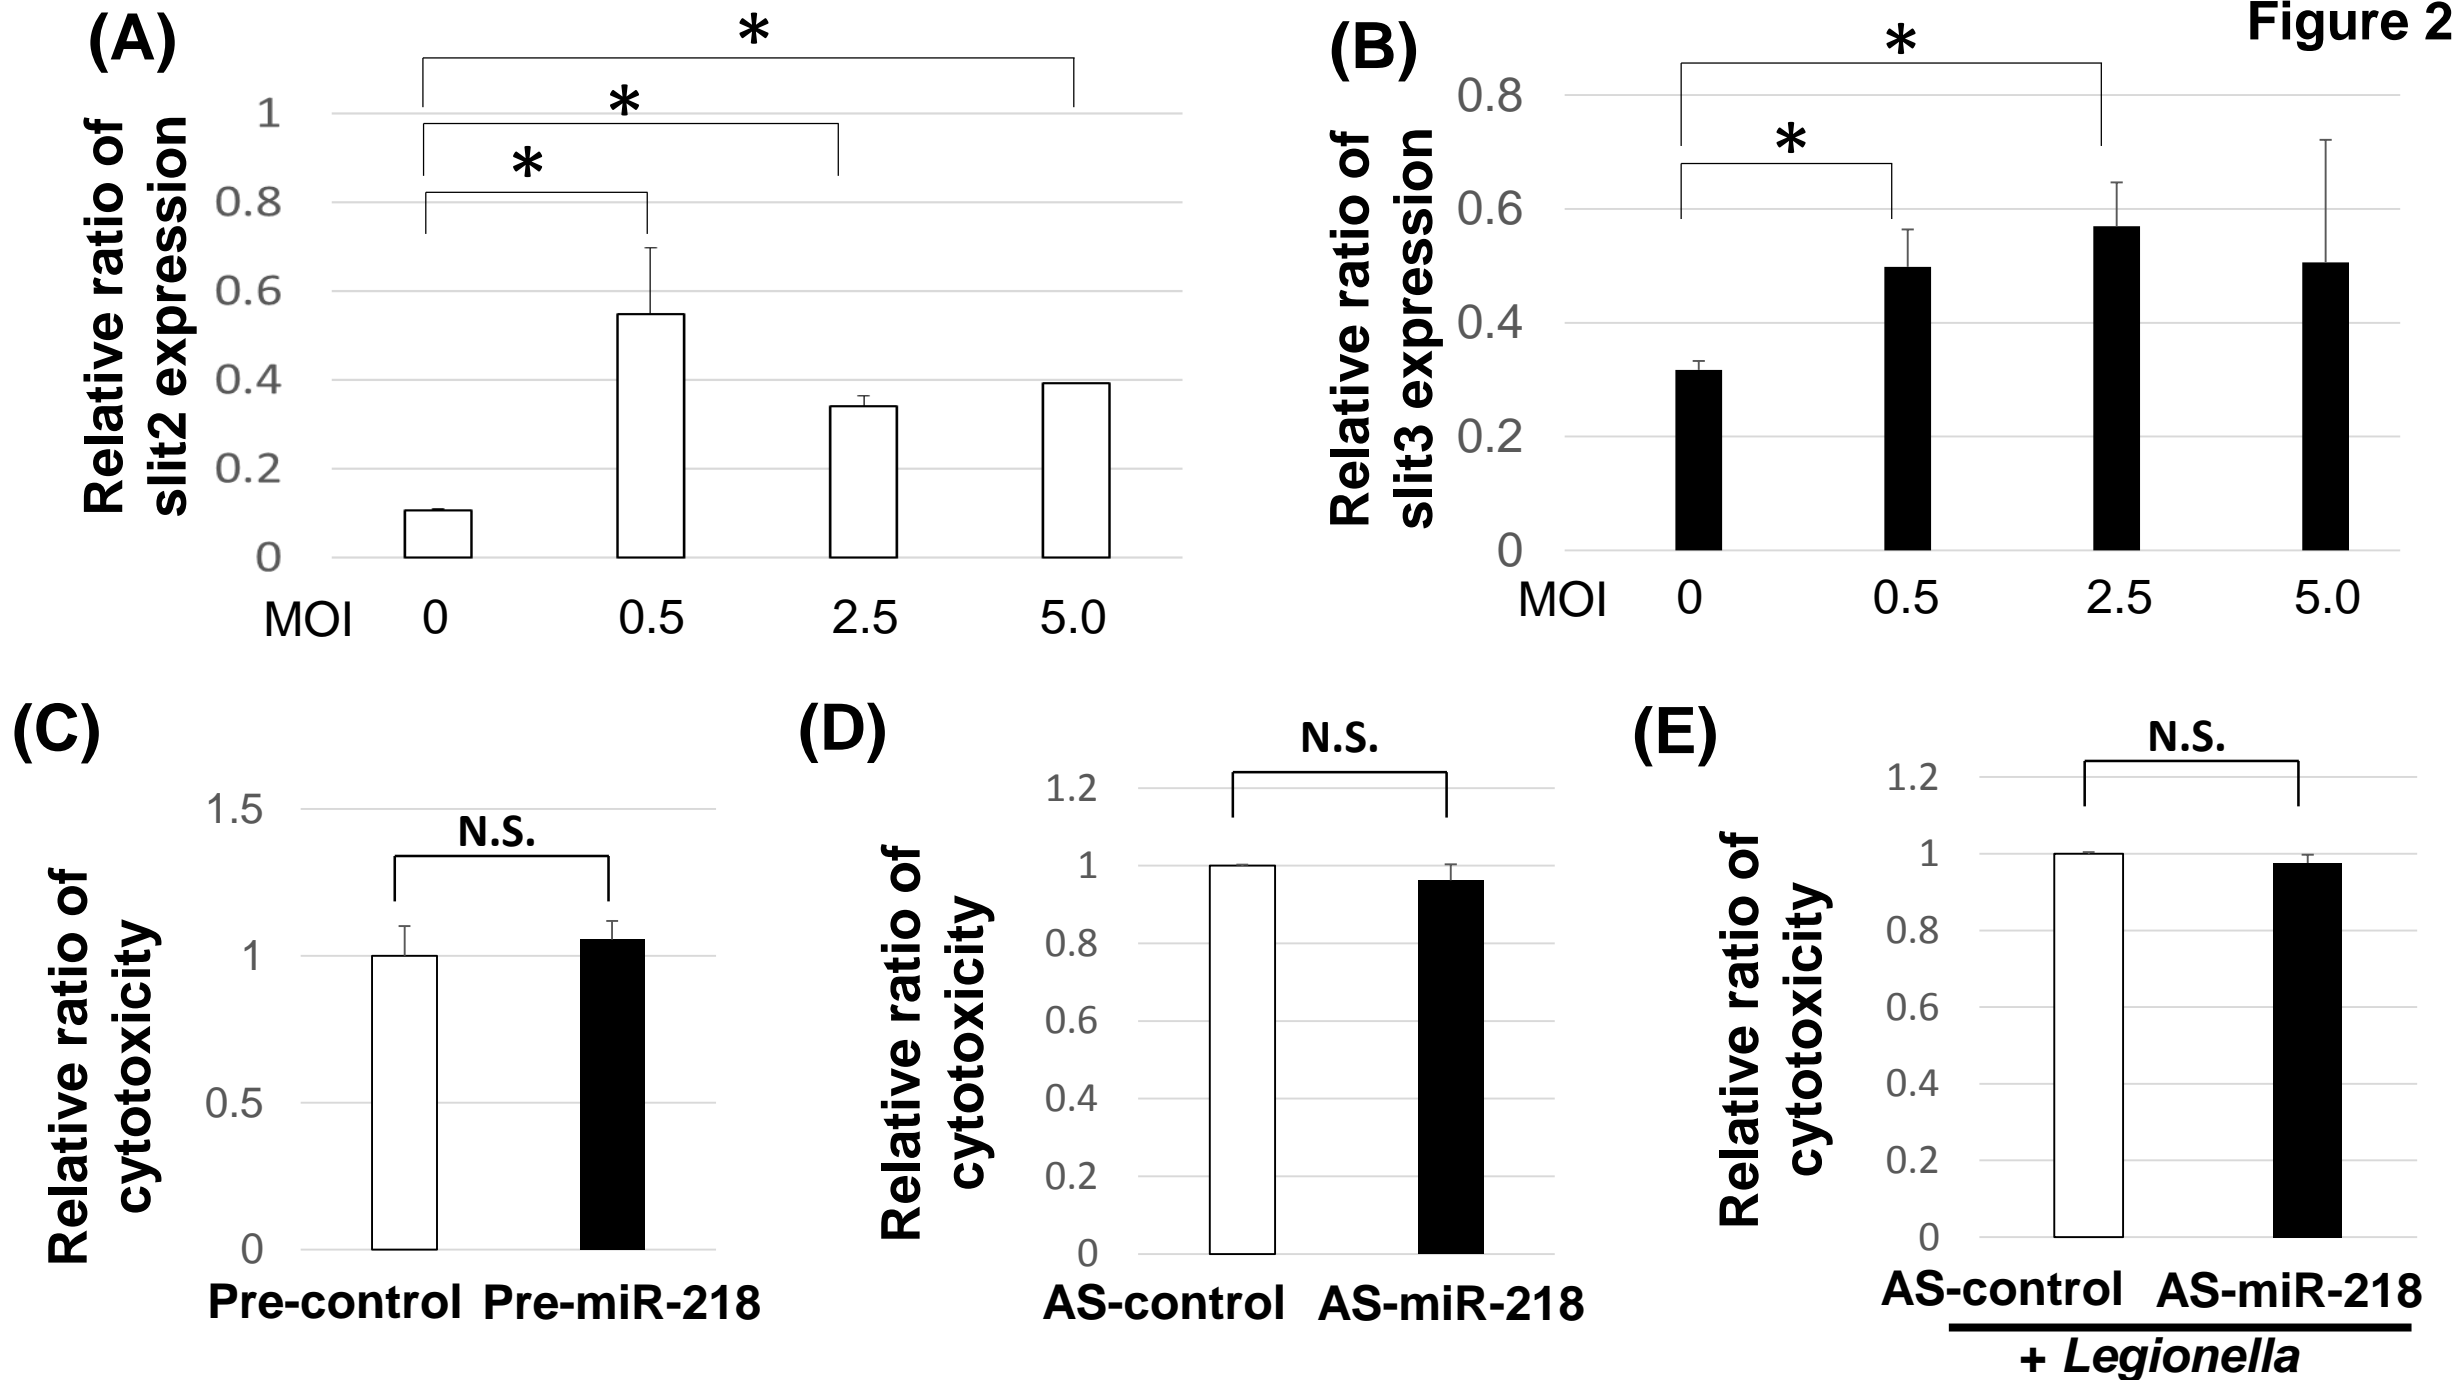 Figure 2
(A)
*
*
*
Relative ratio of
slit2 expression
1
0.8
0.6
0.4
0.2
0
MOI 0 0.5 2.5 5.0
(B)
*
*
Relative ratio of
slit3 expression
0.8
0.6
0.4
0.2
0
MOI 0 0.5 2.5 5.0
(C)
N.S.
Relative ratio of
cytotoxicity
1.5
1
0.5
0
Pre-control Pre-miR-218
(D)
N.S.
Relative ratio of
cytotoxicity
1.2
1
0.8
0.6
0.4
0.2
0
AS-control AS-miR-218
(E)
N.S.
Relative ratio of
cytotoxicity
1.2
1
0.8
0.6
0.4
0.2
0
AS-control AS-miR-218
+ Legionella